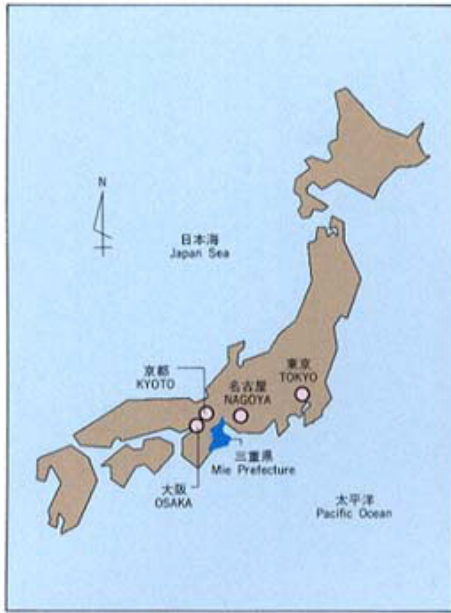 N
日本海
Japan Sea
京都
KYOTO
名古屋
NAGOYA
東京
TOKYO
三重県
Mie Prefecture
大阪
OSAKA
太平洋
Pacific Ocean